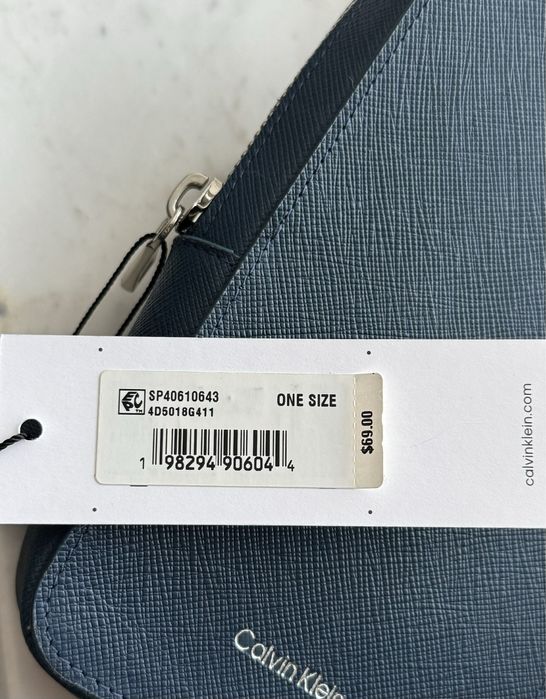 SP40610643
4D5018G411
ONE SIZE
$69.00
1 98294 90604 4
calvinklein.com
Calvin Klein